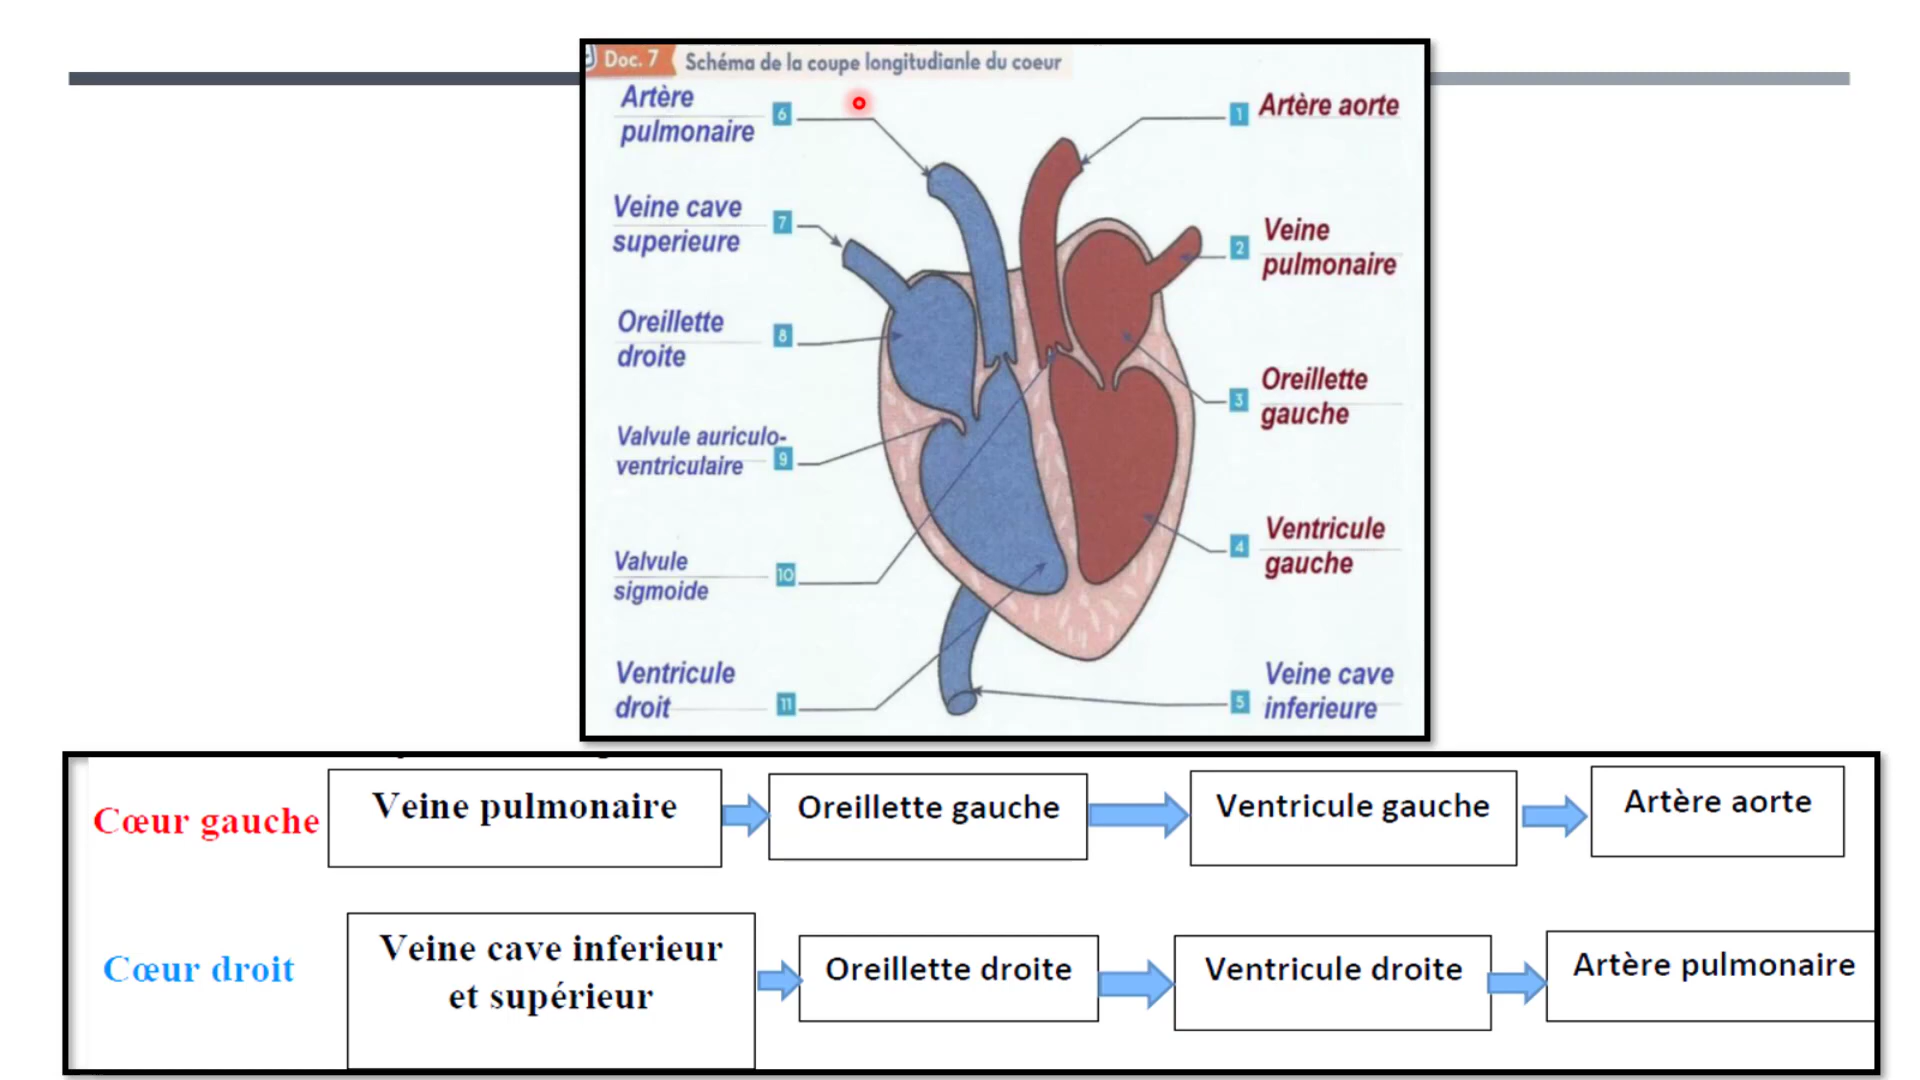 Doc. 7 Schéma de la coupe longitudianle du coeur
Artère
pulmonaire
6
Veine cave
superieure
7
Oreillette
droite
8
Valvule auriculo-
ventriculaire
9
Valvule
sigmoide
10
Ventricule
droit
11
1
Artère aorte
2
Veine
pulmonaire
3
Oreillette
gauche
4
Ventricule
gauche
5
Veine cave
inferieure
Cœur gauche
Veine pulmonaire
Oreillette gauche
Ventricule gauche
Artère aorte
Cœur droit
Veine cave inferieur
et supérieur
Oreillette droite
Ventricule droite
Artère pulmonaire